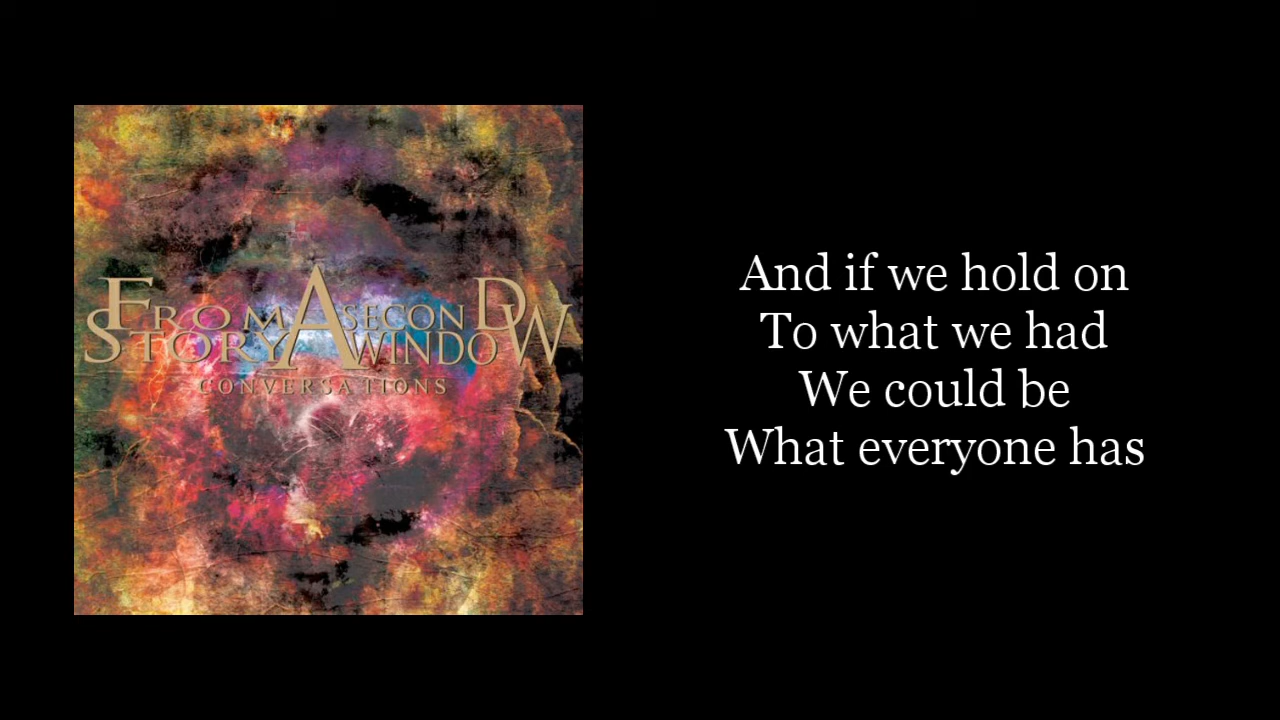 FROM A SECOND
STORY WINDOW
CONVERSATIONS
And if we hold on
To what we had
We could be
What everyone has